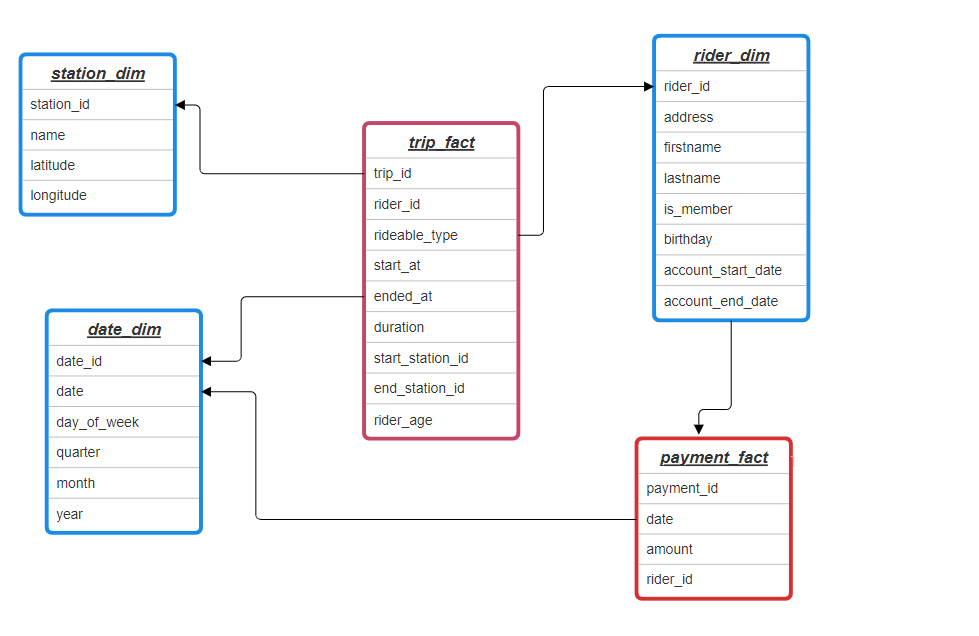 station_dim
station_id
name
latitude
longitude
date_dim
date_id
date
day_of_week
quarter
month
year
trip_fact
trip_id
rider_id
rideable_type
start_at
ended_at
duration
start_station_id
end_station_id
rider_age
rider_dim
rider_id
address
firstname
lastname
is_member
birthday
account_start_date
account_end_date
payment_fact
payment_id
date
amount
rider_id